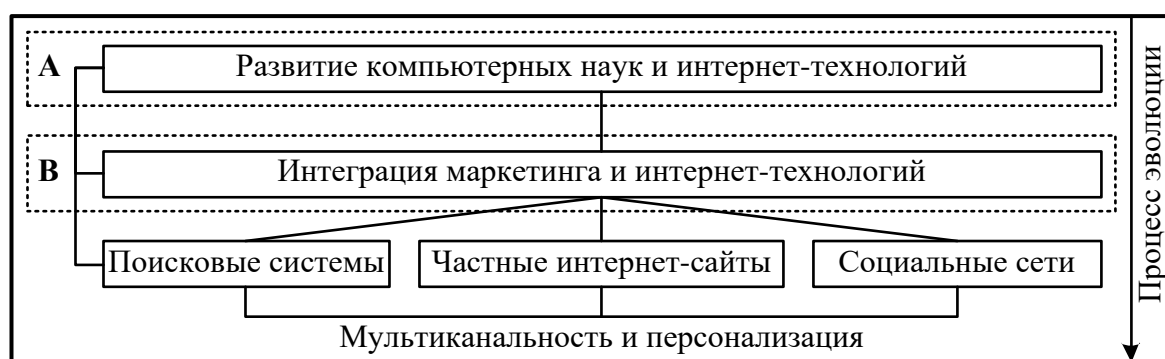 A
Развитие компьютерных наук и интернет-технологий
B
Интеграция маркетинга и интернет-технологий
Поисковые системы
Частные интернет-сайты
Социальные сети
Мультиканальность и персонализация
Процесс эволюции